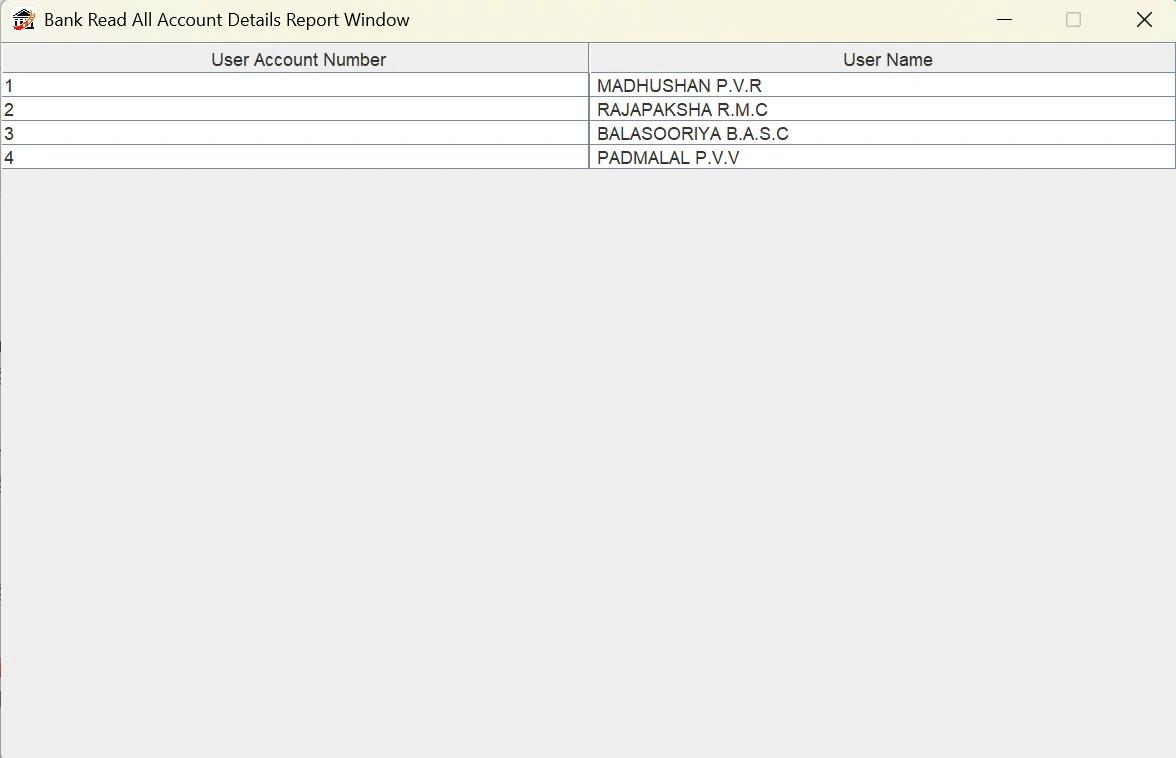 Bank Read All Account Details Report Window
User Account Number User Name
1 MADHUSHAN P.V.R
2 RAJAPAKSHA R.M.C
3 BALASOORIYA B.A.S.C
4 PADMALAL P.V.V